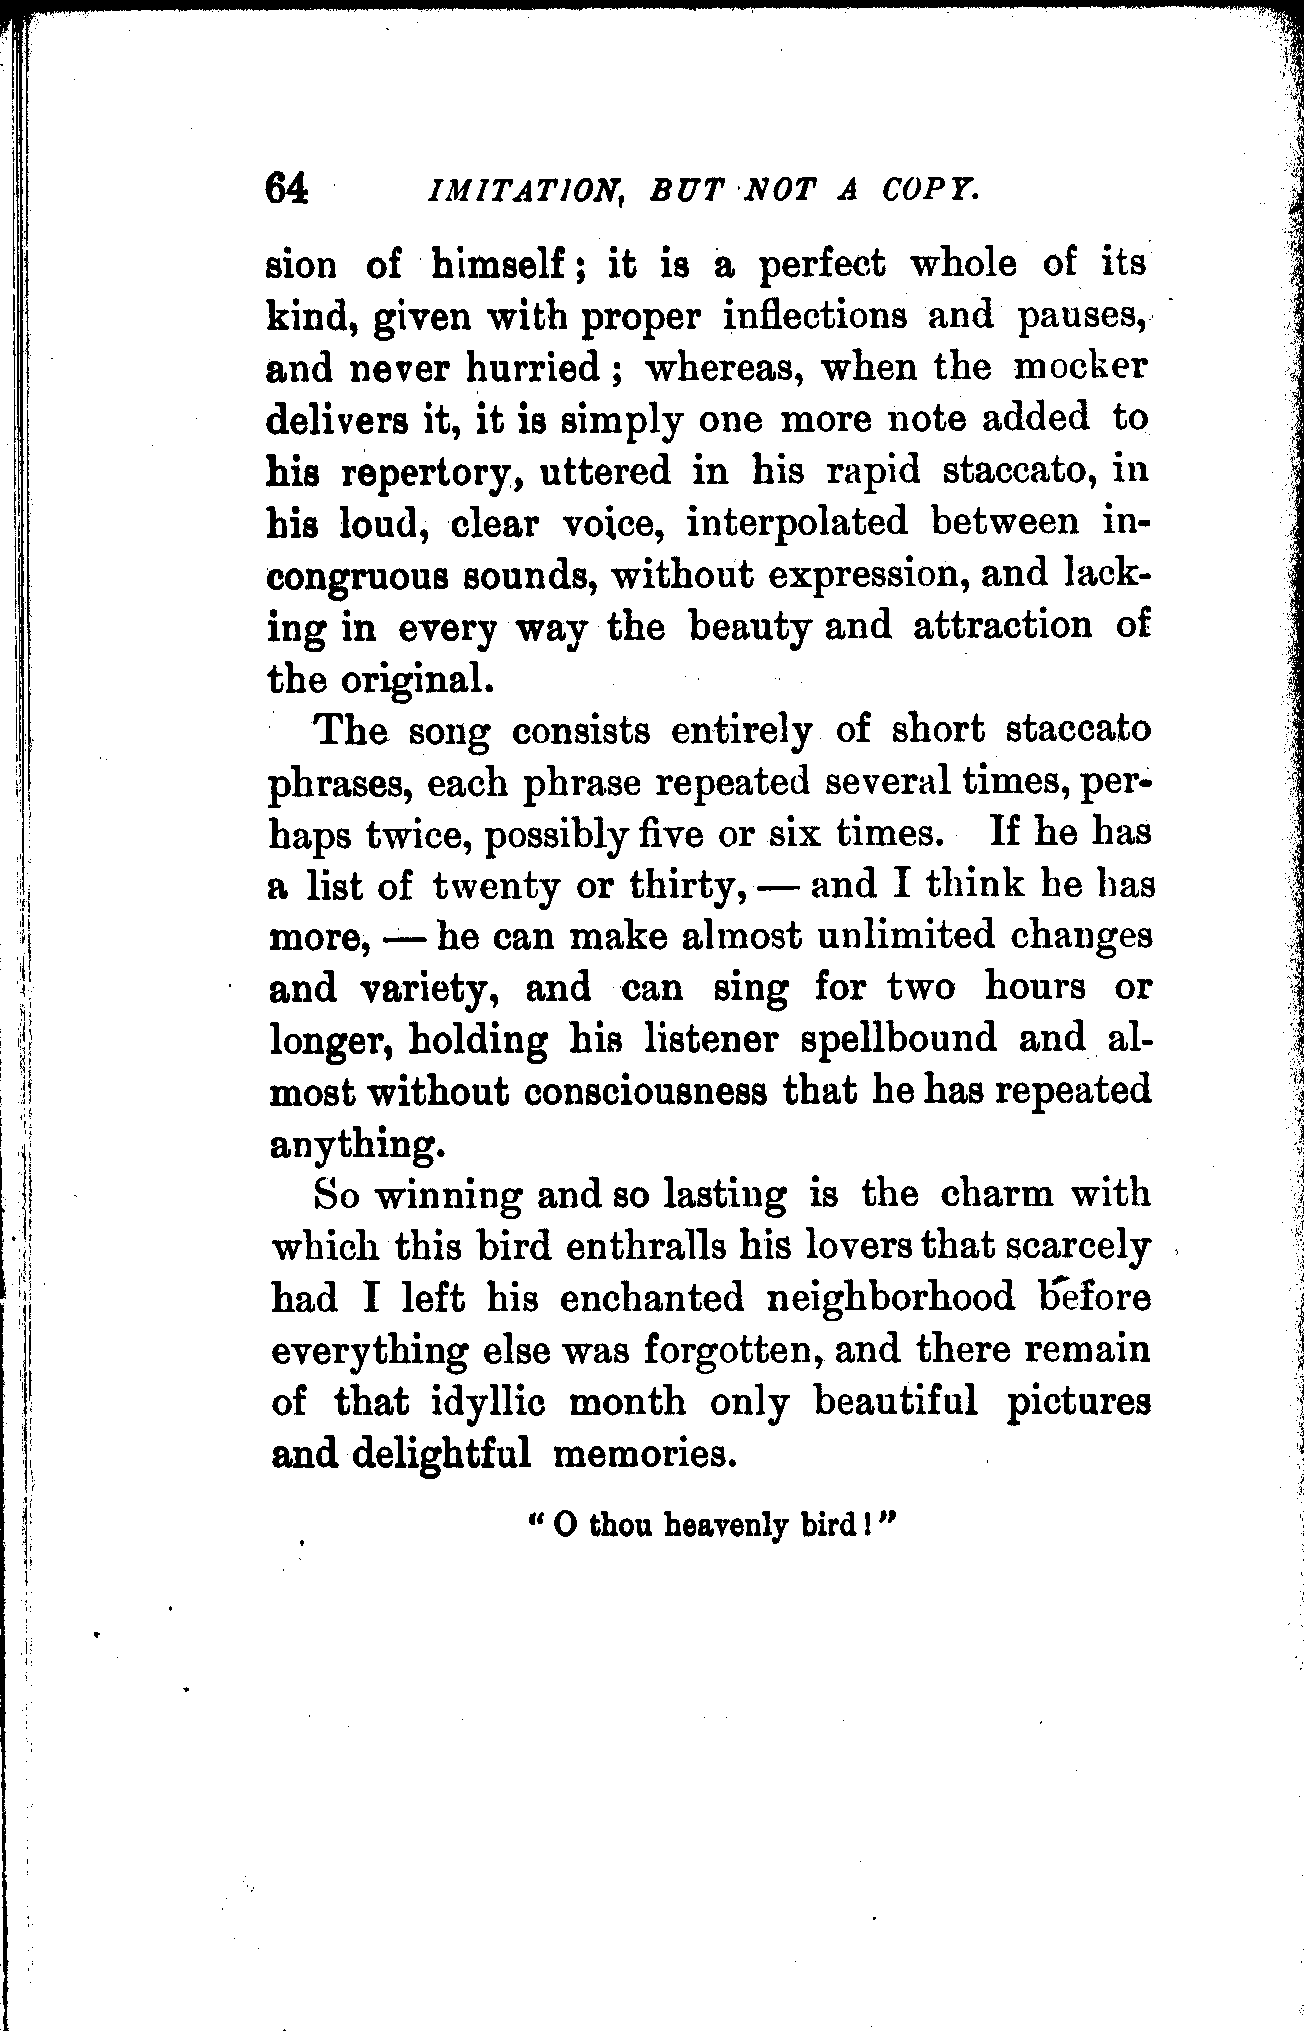 64 IMITATION, BUT NOT A COPY.
sion of himself; it is a perfect whole of its
kind, given with proper inflections and pauses,
and never hurried; whereas, when the mocker
delivers it, it is simply one more note added to
his repertory, uttered in his rapid staccato, in
his loud, clear voice, interpolated between in-
congruous sounds, without expression, and lack-
ing in every way the beauty and attraction of
the original.
The song consists entirely of short staccato
phrases, each phrase repeated several times, per-
haps twice, possibly five or six times. If he has
a list of twenty or thirty, — and I think he has
more, — he can make almost unlimited changes
and variety, and can sing for two hours or
longer, holding his listener spellbound and al-
most without consciousness that he has repeated
anything.
So winning and so lasting is the charm with
which this bird enthralls his lovers that scarcely
had I left his enchanted neighborhood before
everything else was forgotten, and there remain
of that idyllic month only beautiful pictures
and delightful memories.
"O thou heavenly bird!"